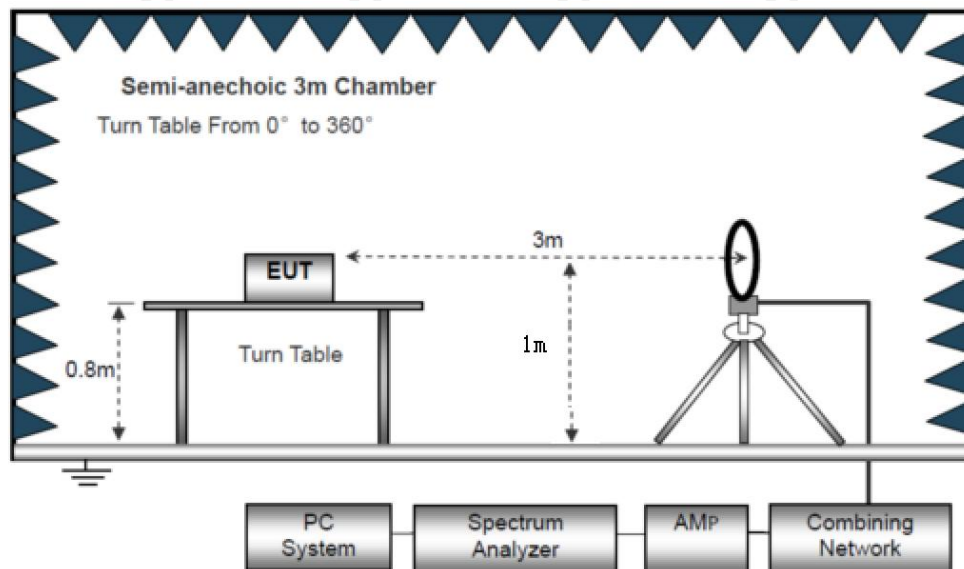 Semi-anechoic 3m Chamber
Turn Table From 0° to 360°
3m
EUT
1m
Turn Table
0.8m
PC
System
Spectrum
Analyzer
AMP
Combining
Network